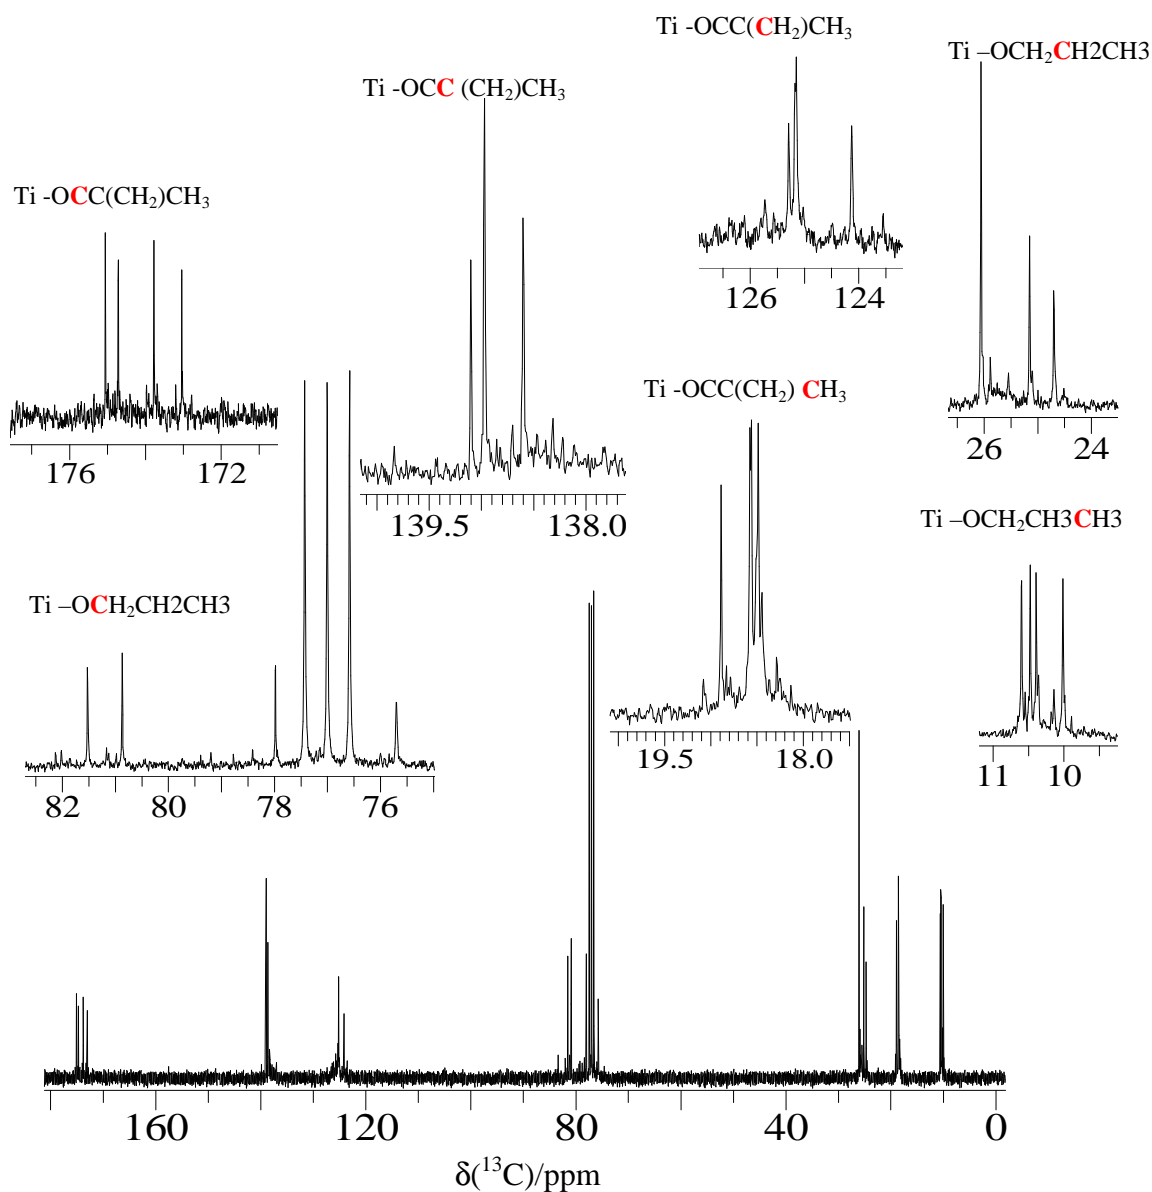 Ti -OCC(CH₂)CH₃
Ti –OCH₂CH2CH3
Ti -OCC (CH₂)CH₃
Ti -OCC(CH₂)CH₃
126 124
26 24
176 172
139.5 138.0
Ti -OCC(CH₂) CH₃
Ti –OCH₂CH3CH3
Ti –OCH₂CH2CH3
19.5 18.0
11 10
82 80 78 76
160 120 80 40 0
δ(¹³C)/ppm